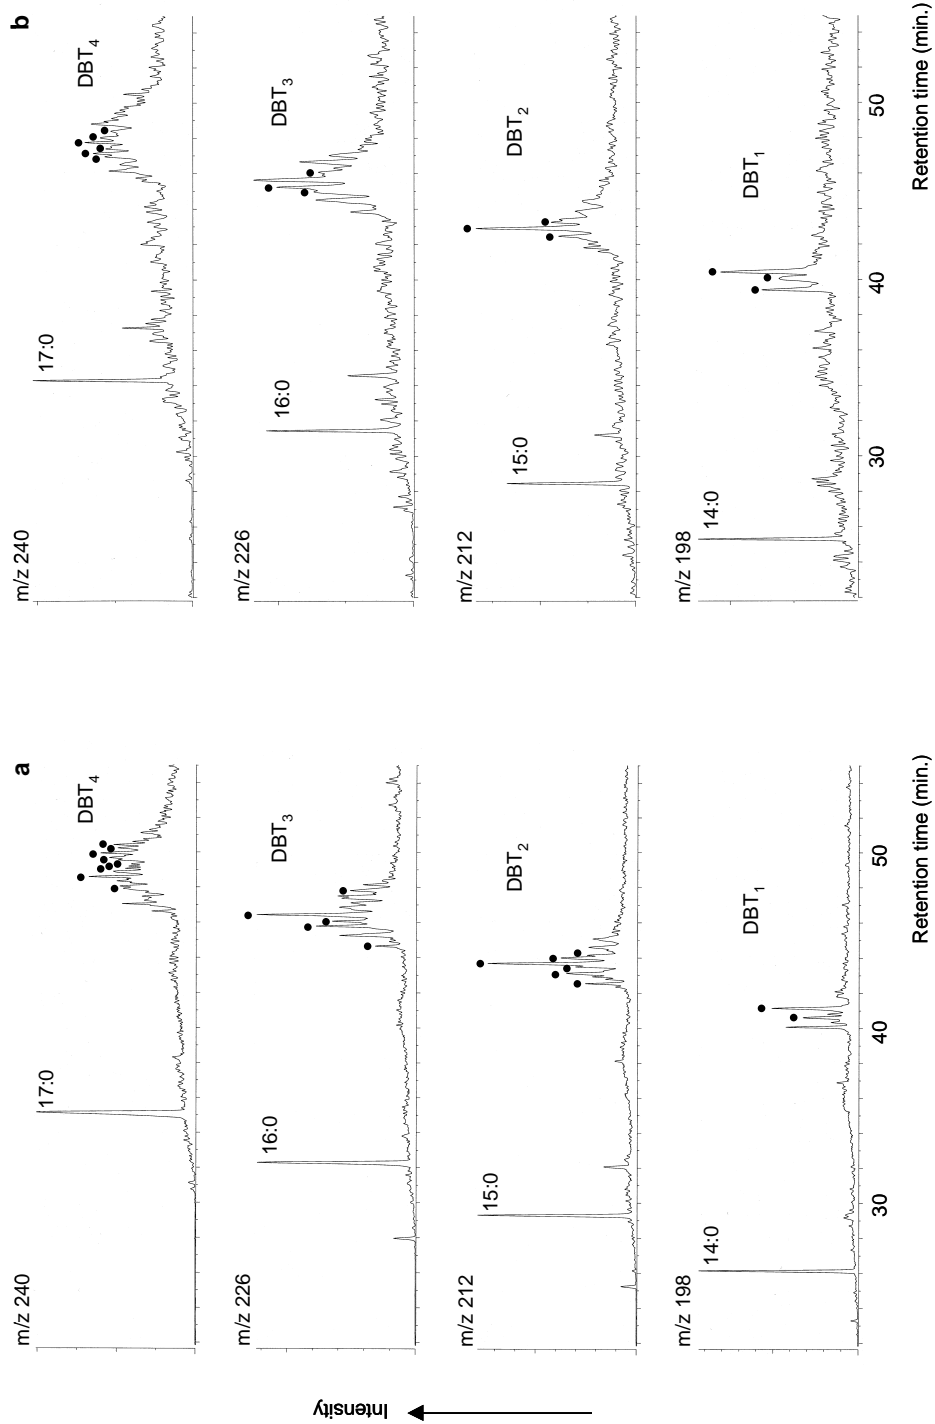 a
m/z 240
17:0
DBT4
m/z 226
16:0
DBT3
m/z 212
15:0
DBT2
m/z 198
14:0
DBT1
30
40
50
Retention time (min.)
Intensity
b
m/z 240
17:0
DBT4
m/z 226
16:0
DBT3
m/z 212
15:0
DBT2
m/z 198
14:0
DBT1
30
40
50
Retention time (min.)